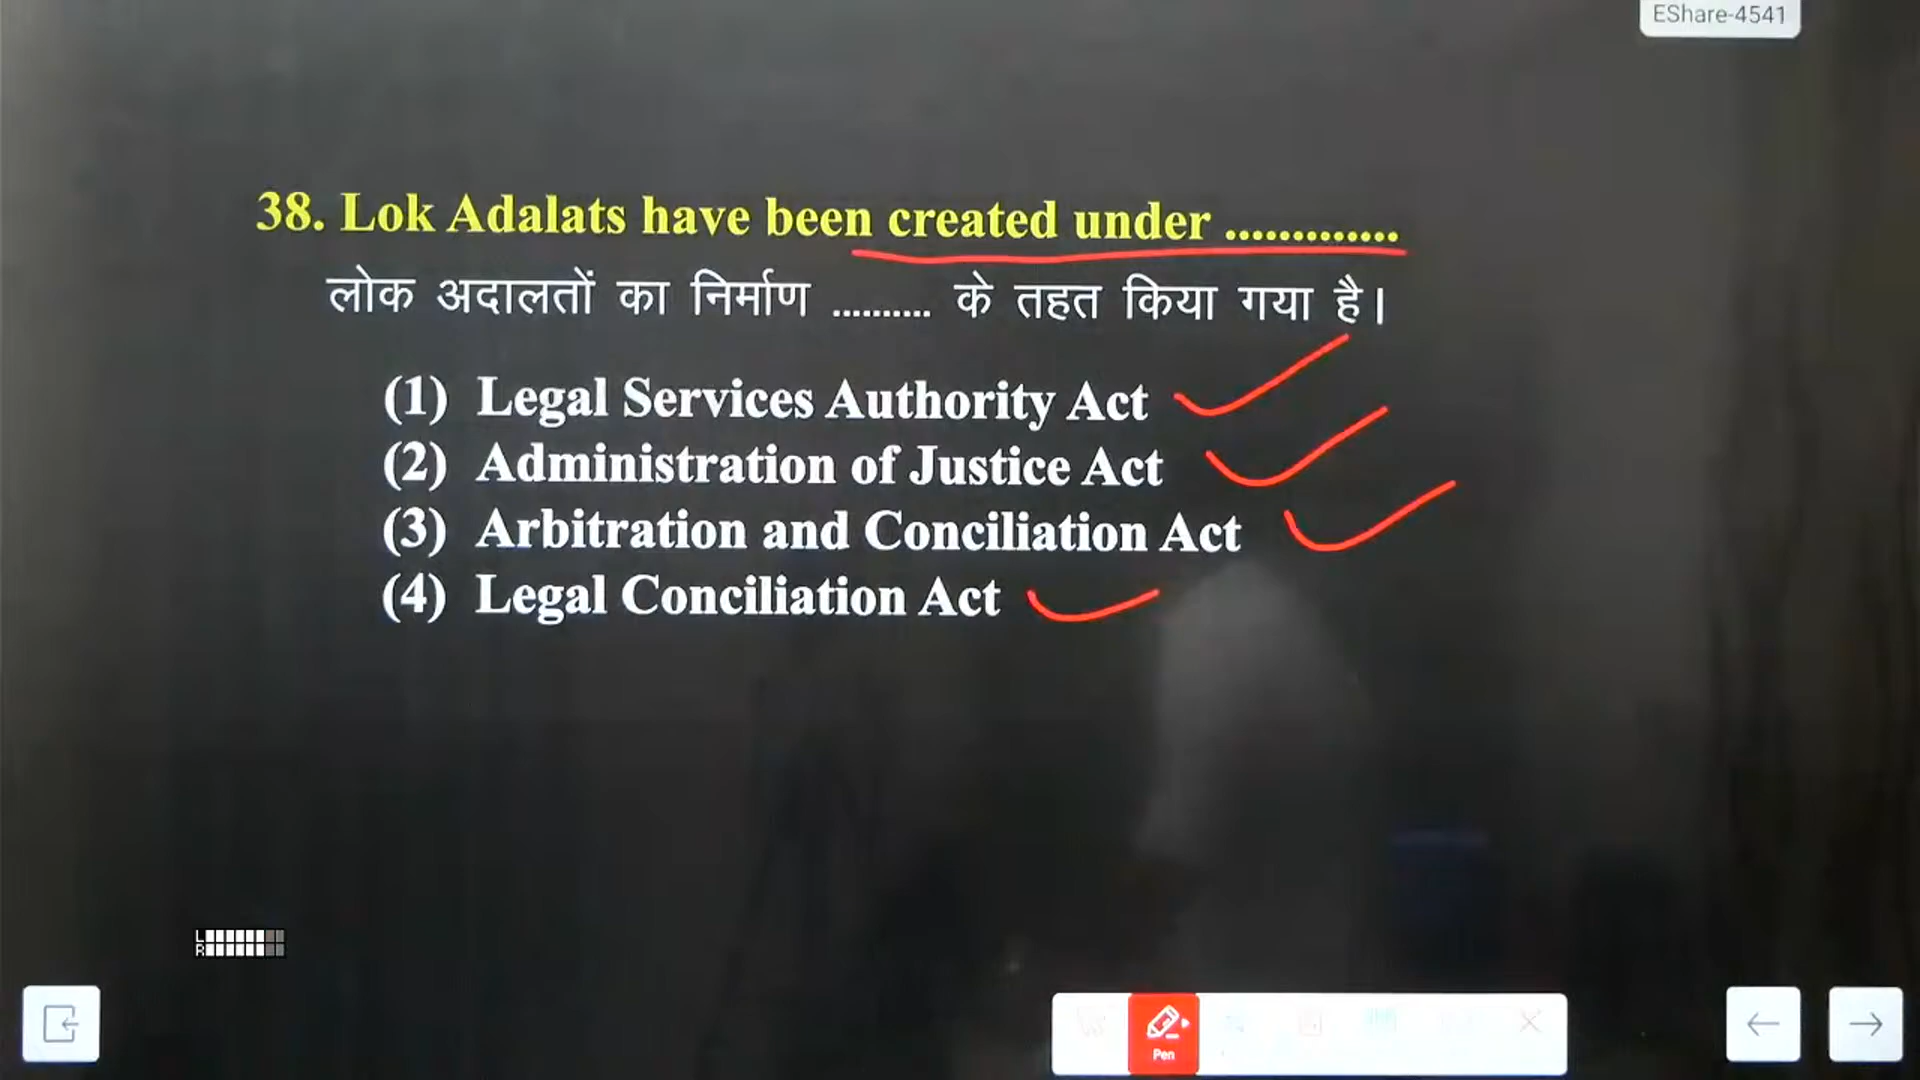 EShare-4541
38. Lok Adalats have been created under .............
लोक अदालतों का निर्माण .......... के तहत किया गया है।
(1) Legal Services Authority Act
(2) Administration of Justice Act
(3) Arbitration and Conciliation Act
(4) Legal Conciliation Act
L
R
Pen